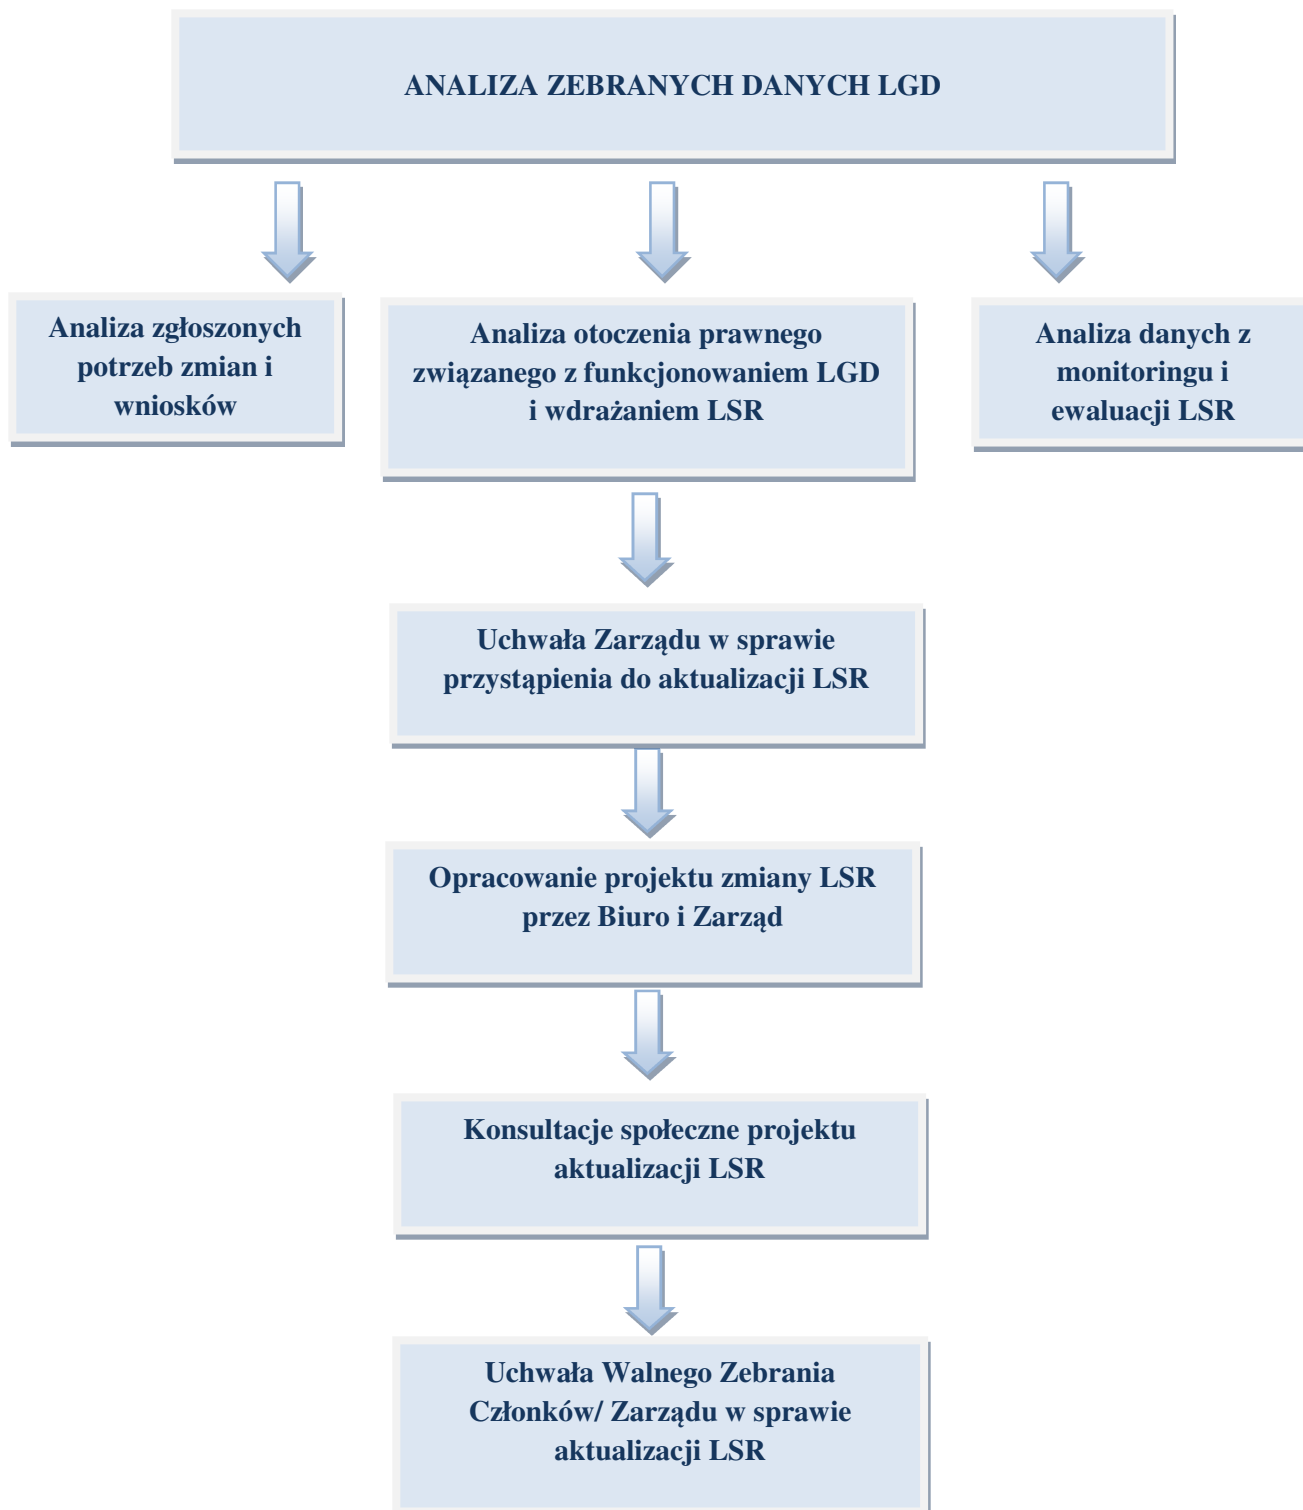 ANALIZA ZEBRANYCH DANYCH LGD
Analiza zgłoszonych
potrzeb zmian i
wniosków
Analiza otoczenia prawnego
związanego z funkcjonowaniem LGD
i wdrażaniem LSR
Analiza danych z
monitoringu i
ewaluacji LSR
Uchwała Zarządu w sprawie
przystąpienia do aktualizacji LSR
Opracowanie projektu zmiany LSR
przez Biuro i Zarząd
Konsultacje społeczne projektu
aktualizacji LSR
Uchwała Walnego Zebrania
Członków/ Zarządu w sprawie
aktualizacji LSR